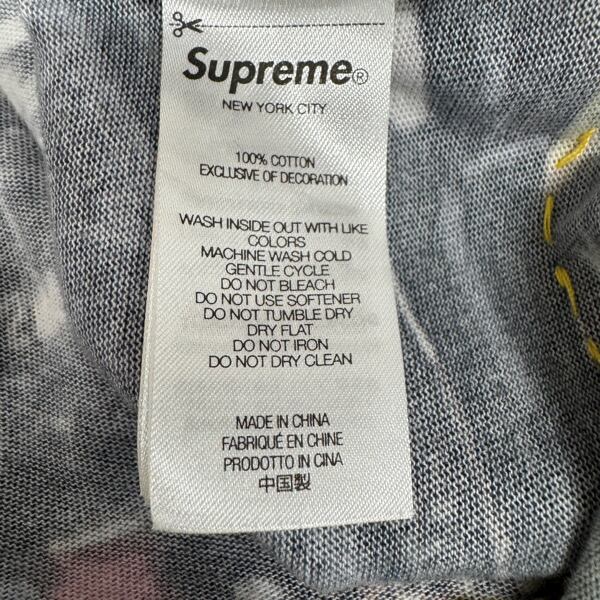 Supreme®
NEW YORK CITY
100% COTTON
EXCLUSIVE OF DECORATION
WASH INSIDE OUT WITH LIKE
COLORS
MACHINE WASH COLD
GENTLE CYCLE
DO NOT BLEACH
DO NOT USE SOFTENER
DO NOT TUMBLE DRY
DRY FLAT
DO NOT IRON
DO NOT DRY CLEAN
MADE IN CHINA
FABRIQUÉ EN CHINE
PRODOTTO IN CINA
中国製